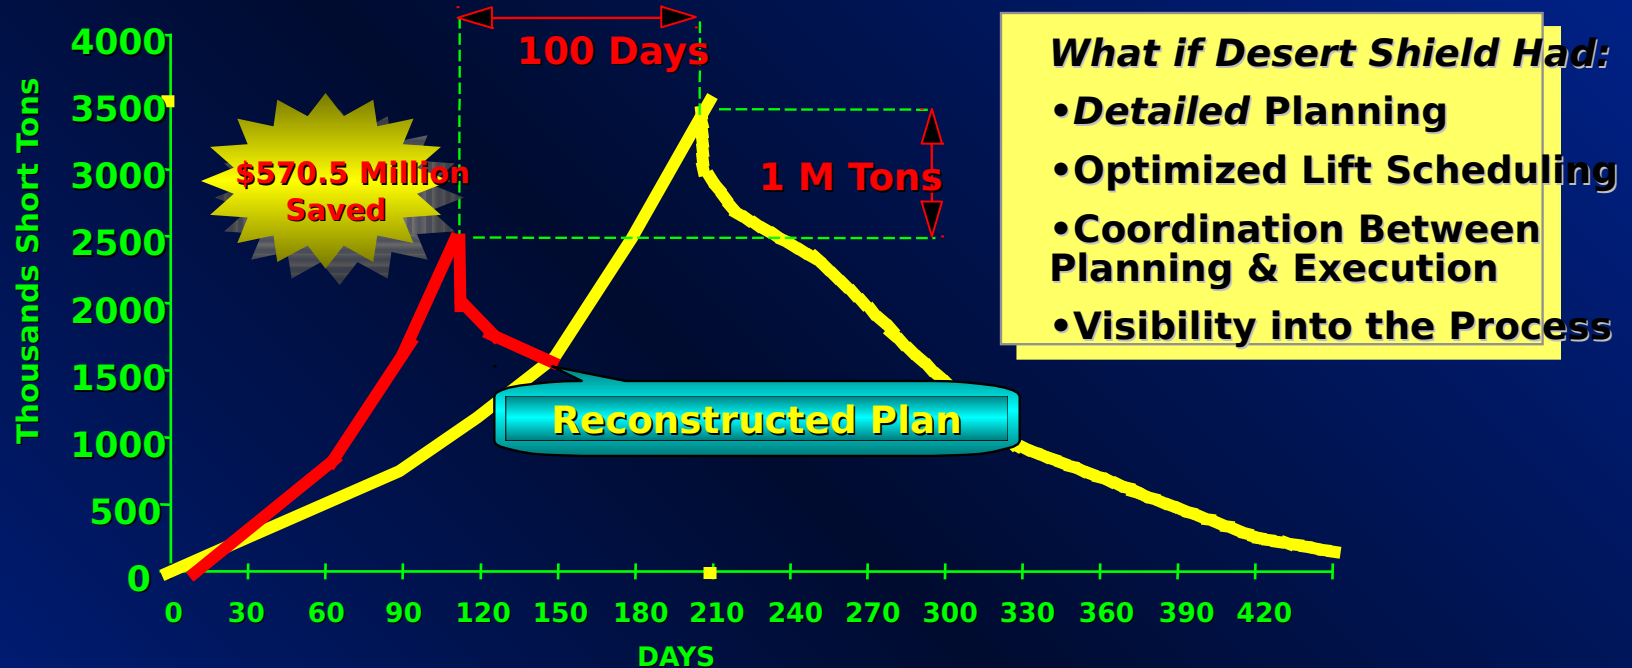 100 Days
4000
3500
3000
2500
2000
1500
1000
500
0
Thousands Short Tons
$570.5 Million
Saved
1 M Tons
Reconstructed Plan
0 30 60 90 120 150 180 210 240 270 300 330 360 390 420
DAYS
What if Desert Shield Had:
•Detailed Planning
•Optimized Lift Scheduling
•Coordination Between
Planning & Execution
•Visibility into the Process